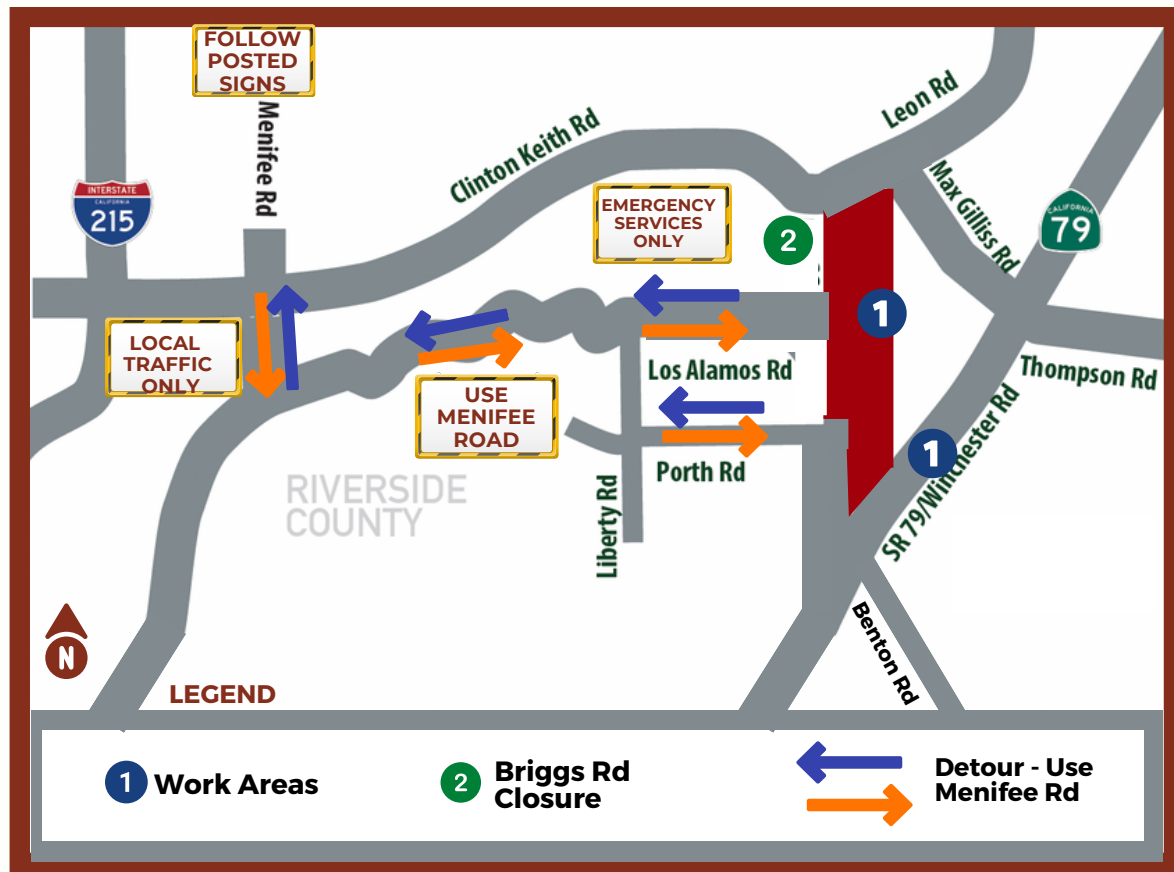 FOLLOW
POSTED
SIGNS
Menifee Rd
Clinton Keith Rd
Leon Rd
Max Gilliss Rd
INTERSTATE
CALIFORNIA
215
EMERGENCY
SERVICES
ONLY
2
CALIFORNIA
79
1
LOCAL
TRAFFIC
ONLY
USE
MENIFEE
ROAD
Los Alamos Rd
Thompson Rd
1
Porth Rd
SR 79/Winchester Rd
RIVERSIDE
COUNTY
Liberty Rd
Benton Rd
N
LEGEND
1 Work Areas
2 Briggs Rd
Closure
Detour - Use
Menifee Rd